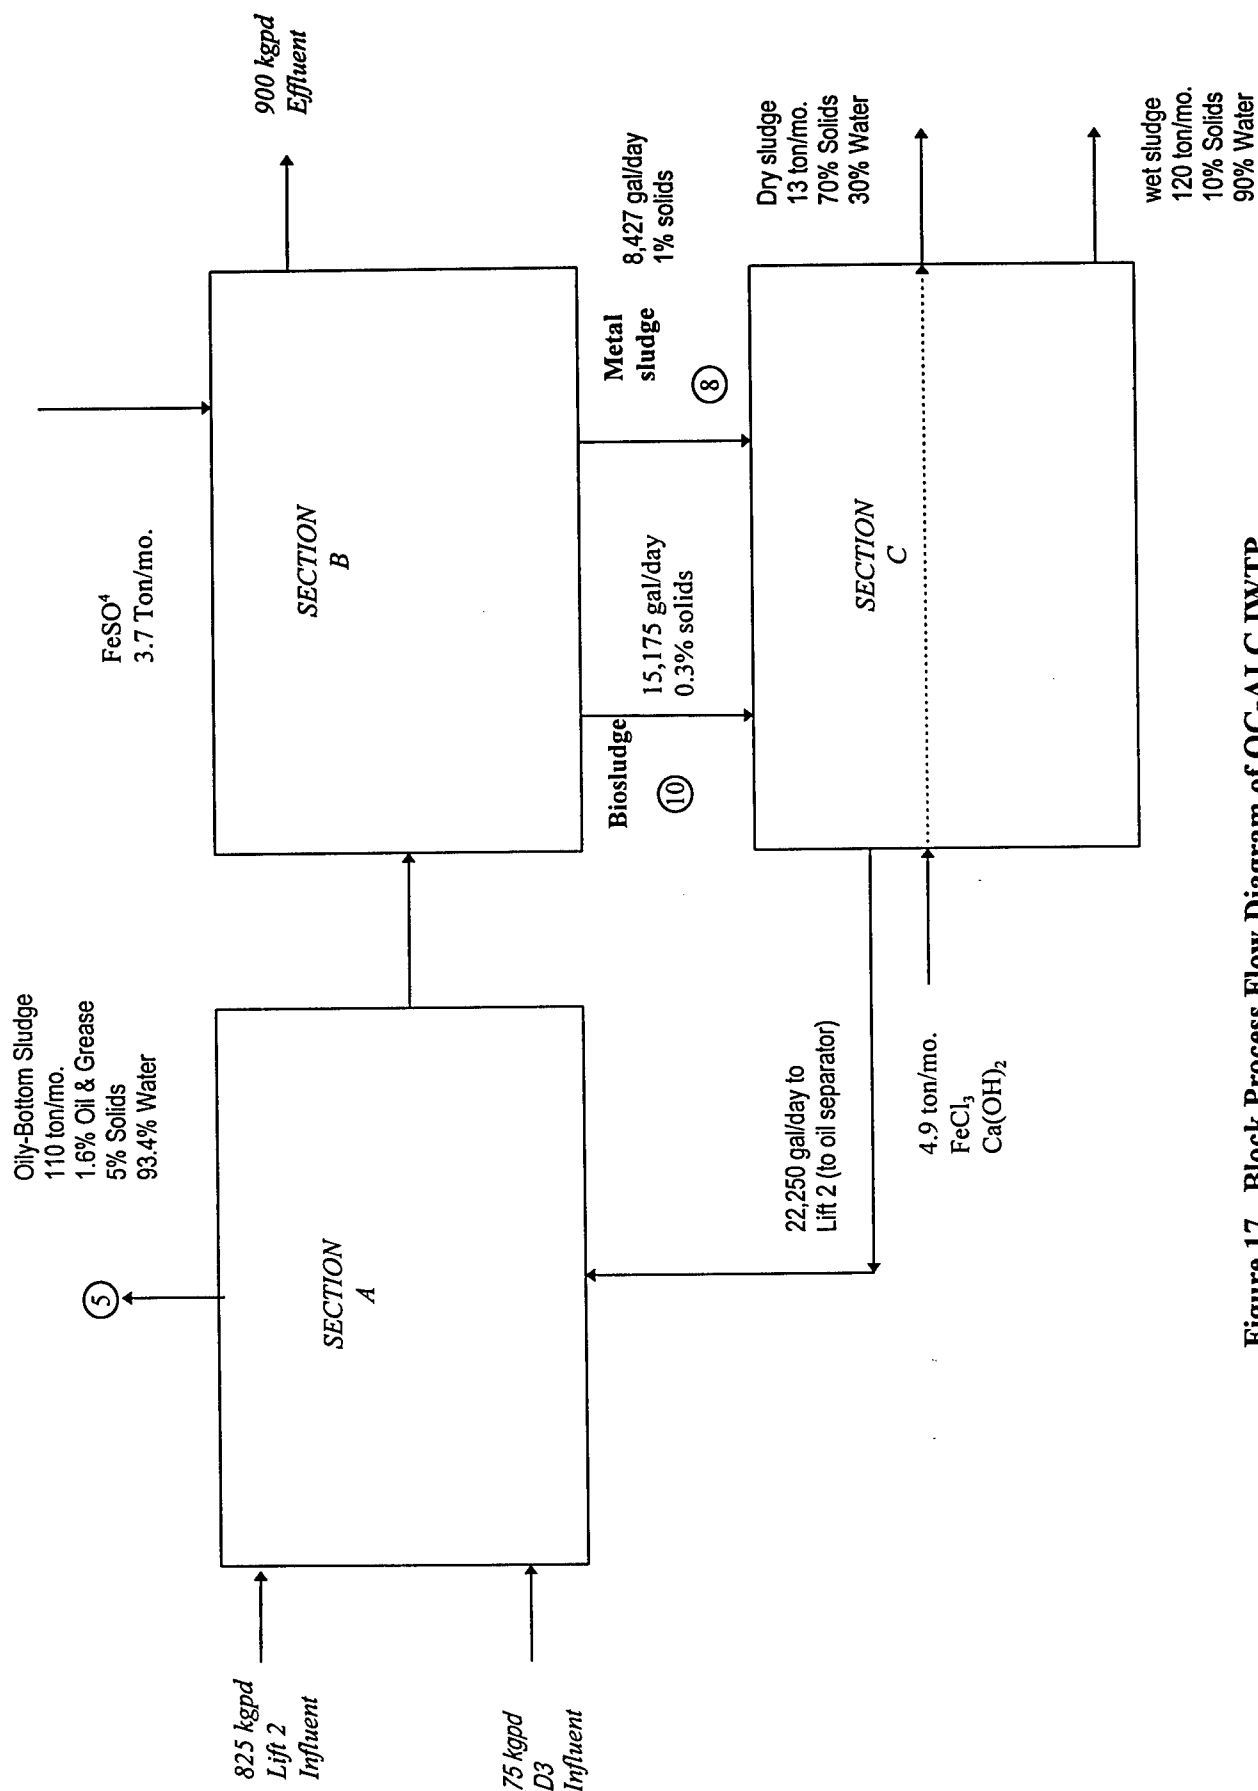 Oily-Bottom Sludge
110 ton/mo.
1.6% Oil & Grease
5% Solids
93.4% Water
5
825 kgpd
Lift 2
Influent
75 kgpd
D3
Influent
SECTION
A
FeSO⁴
3.7 Ton/mo.
SECTION
B
900 kgpd
Effluent
Biosludge
10
15,175 gal/day
0.3% solids
Metal
sludge
8
8,427 gal/day
1% solids
22,250 gal/day to
Lift 2 (to oil separator)
4.9 ton/mo.
FeCl₃
Ca(OH)₂
SECTION
C
Dry sludge
13 ton/mo.
70% Solids
30% Water
wet sludge
120 ton/mo.
10% Solids
90% Water
Figure 17. Block Process Flow Diagram of OC-ALC IWTP